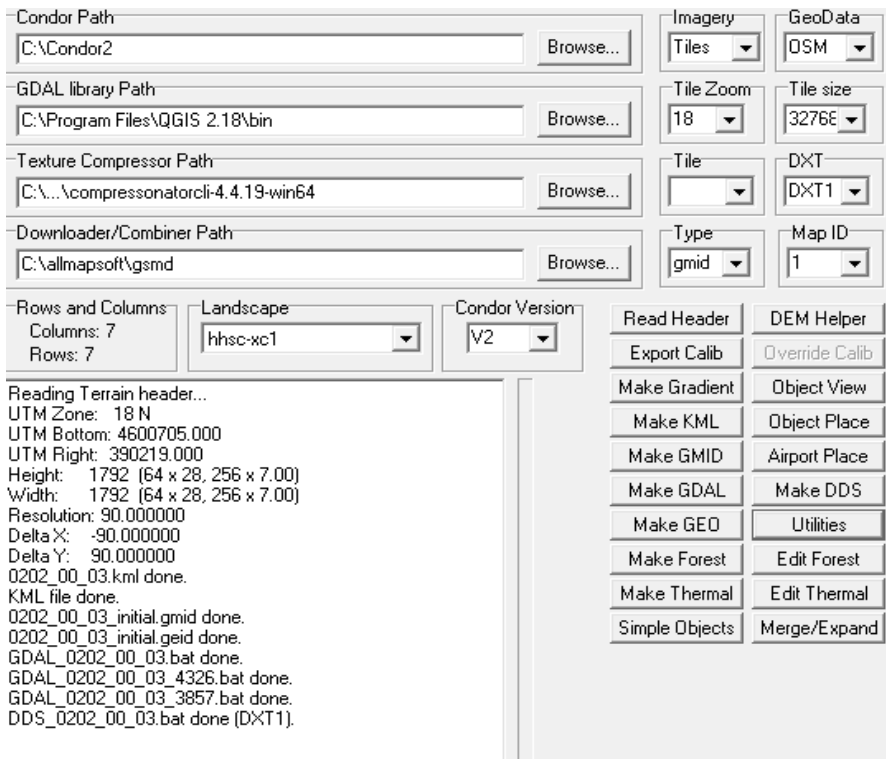 Condor Path
C:\Condor2
Browse...
Imagery
Tiles
GeoData
OSM
GDAL library Path
C:\Program Files\QGIS 2.18\bin
Browse...
Tile Zoom
18
Tile size
32768
Texture Compressor Path
C:\...\compressonatorcli-4.4.19-win64
Browse...
Tile
DXT
DXT1
Downloader/Combiner Path
C:\allmapsoft\gsmd
Browse...
Type
gmid
Map ID
1
Rows and Columns
Columns: 7
Rows: 7
Landscape
hhsc-xc1
Condor Version
V2
Read Header
DEM Helper
Export Calib
Override Calib
Make Gradient
Object View
Make KML
Object Place
Make GMID
Airport Place
Make GDAL
Make DDS
Make GEO
Utilities
Make Forest
Edit Forest
Make Thermal
Edit Thermal
Simple Objects
Merge/Expand
Reading Terrain header...
UTM Zone: 18 N
UTM Bottom: 4600705.000
UTM Right: 390219.000
Height: 1792 (64 x 28, 256 x 7.00)
Width: 1792 (64 x 28, 256 x 7.00)
Resolution: 90.000000
Delta X: -90.000000
Delta Y: 90.000000
0202_00_03.kml done.
KML file done.
0202_00_03_initial.gmid done.
0202_00_03_initial.geid done.
GDAL_0202_00_03.bat done.
GDAL_0202_00_03_4326.bat done.
GDAL_0202_00_03_3857.bat done.
DDS_0202_00_03.bat done (DXT1).